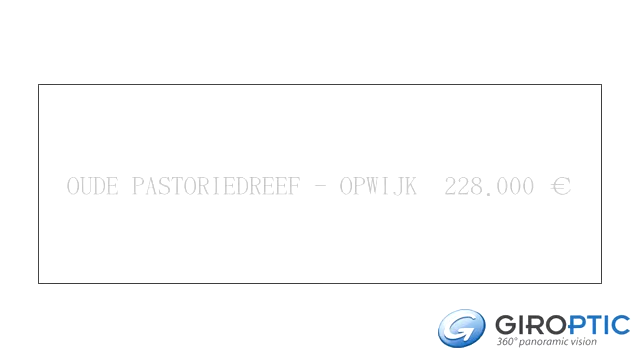 OUDE PASTORIEDREEF - OPWIJK  228.000 €
GIROPTIC
360° panoramic vision